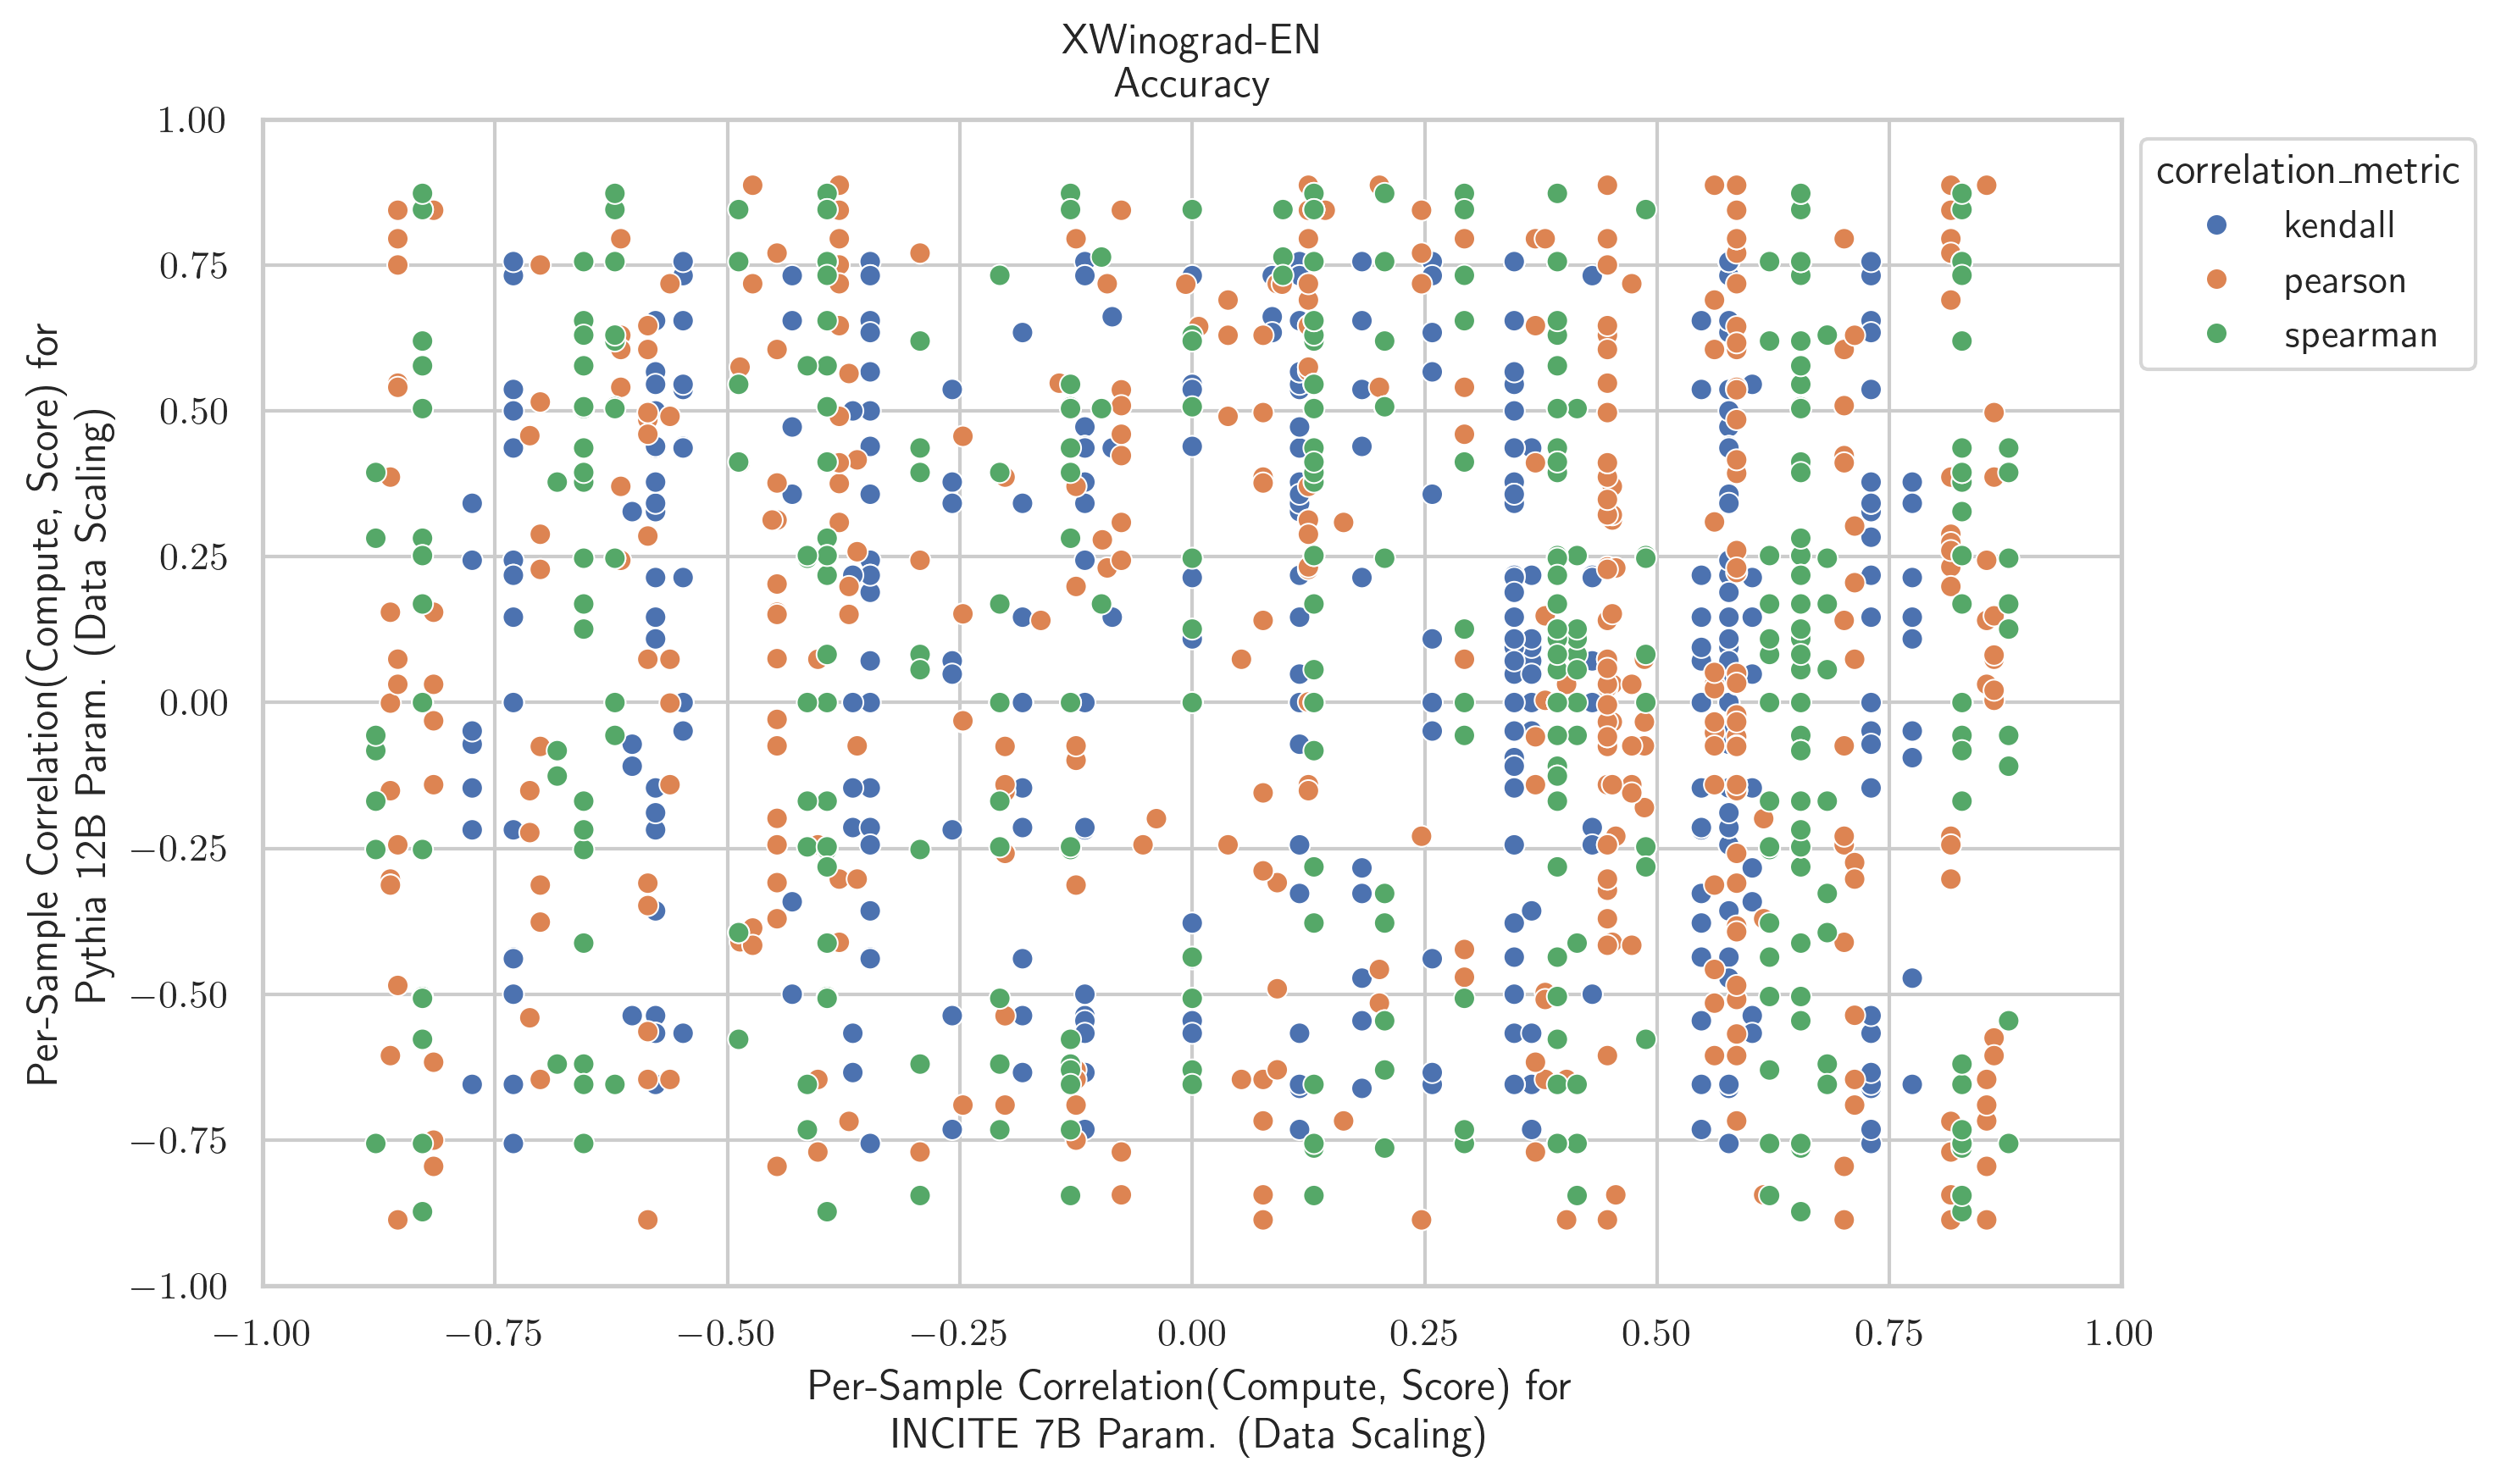 XWinograd-EN
Accuracy
Per-Sample Correlation(Compute, Score) for
Pythia 12B Param. (Data Scaling)
1.00
0.75
0.50
0.25
0.00
−0.25
−0.50
−0.75
−1.00
−1.00 −0.75 −0.50 −0.25 0.00 0.25 0.50 0.75 1.00
Per-Sample Correlation(Compute, Score) for
INCITE 7B Param. (Data Scaling)
correlation_metric
kendall
pearson
spearman